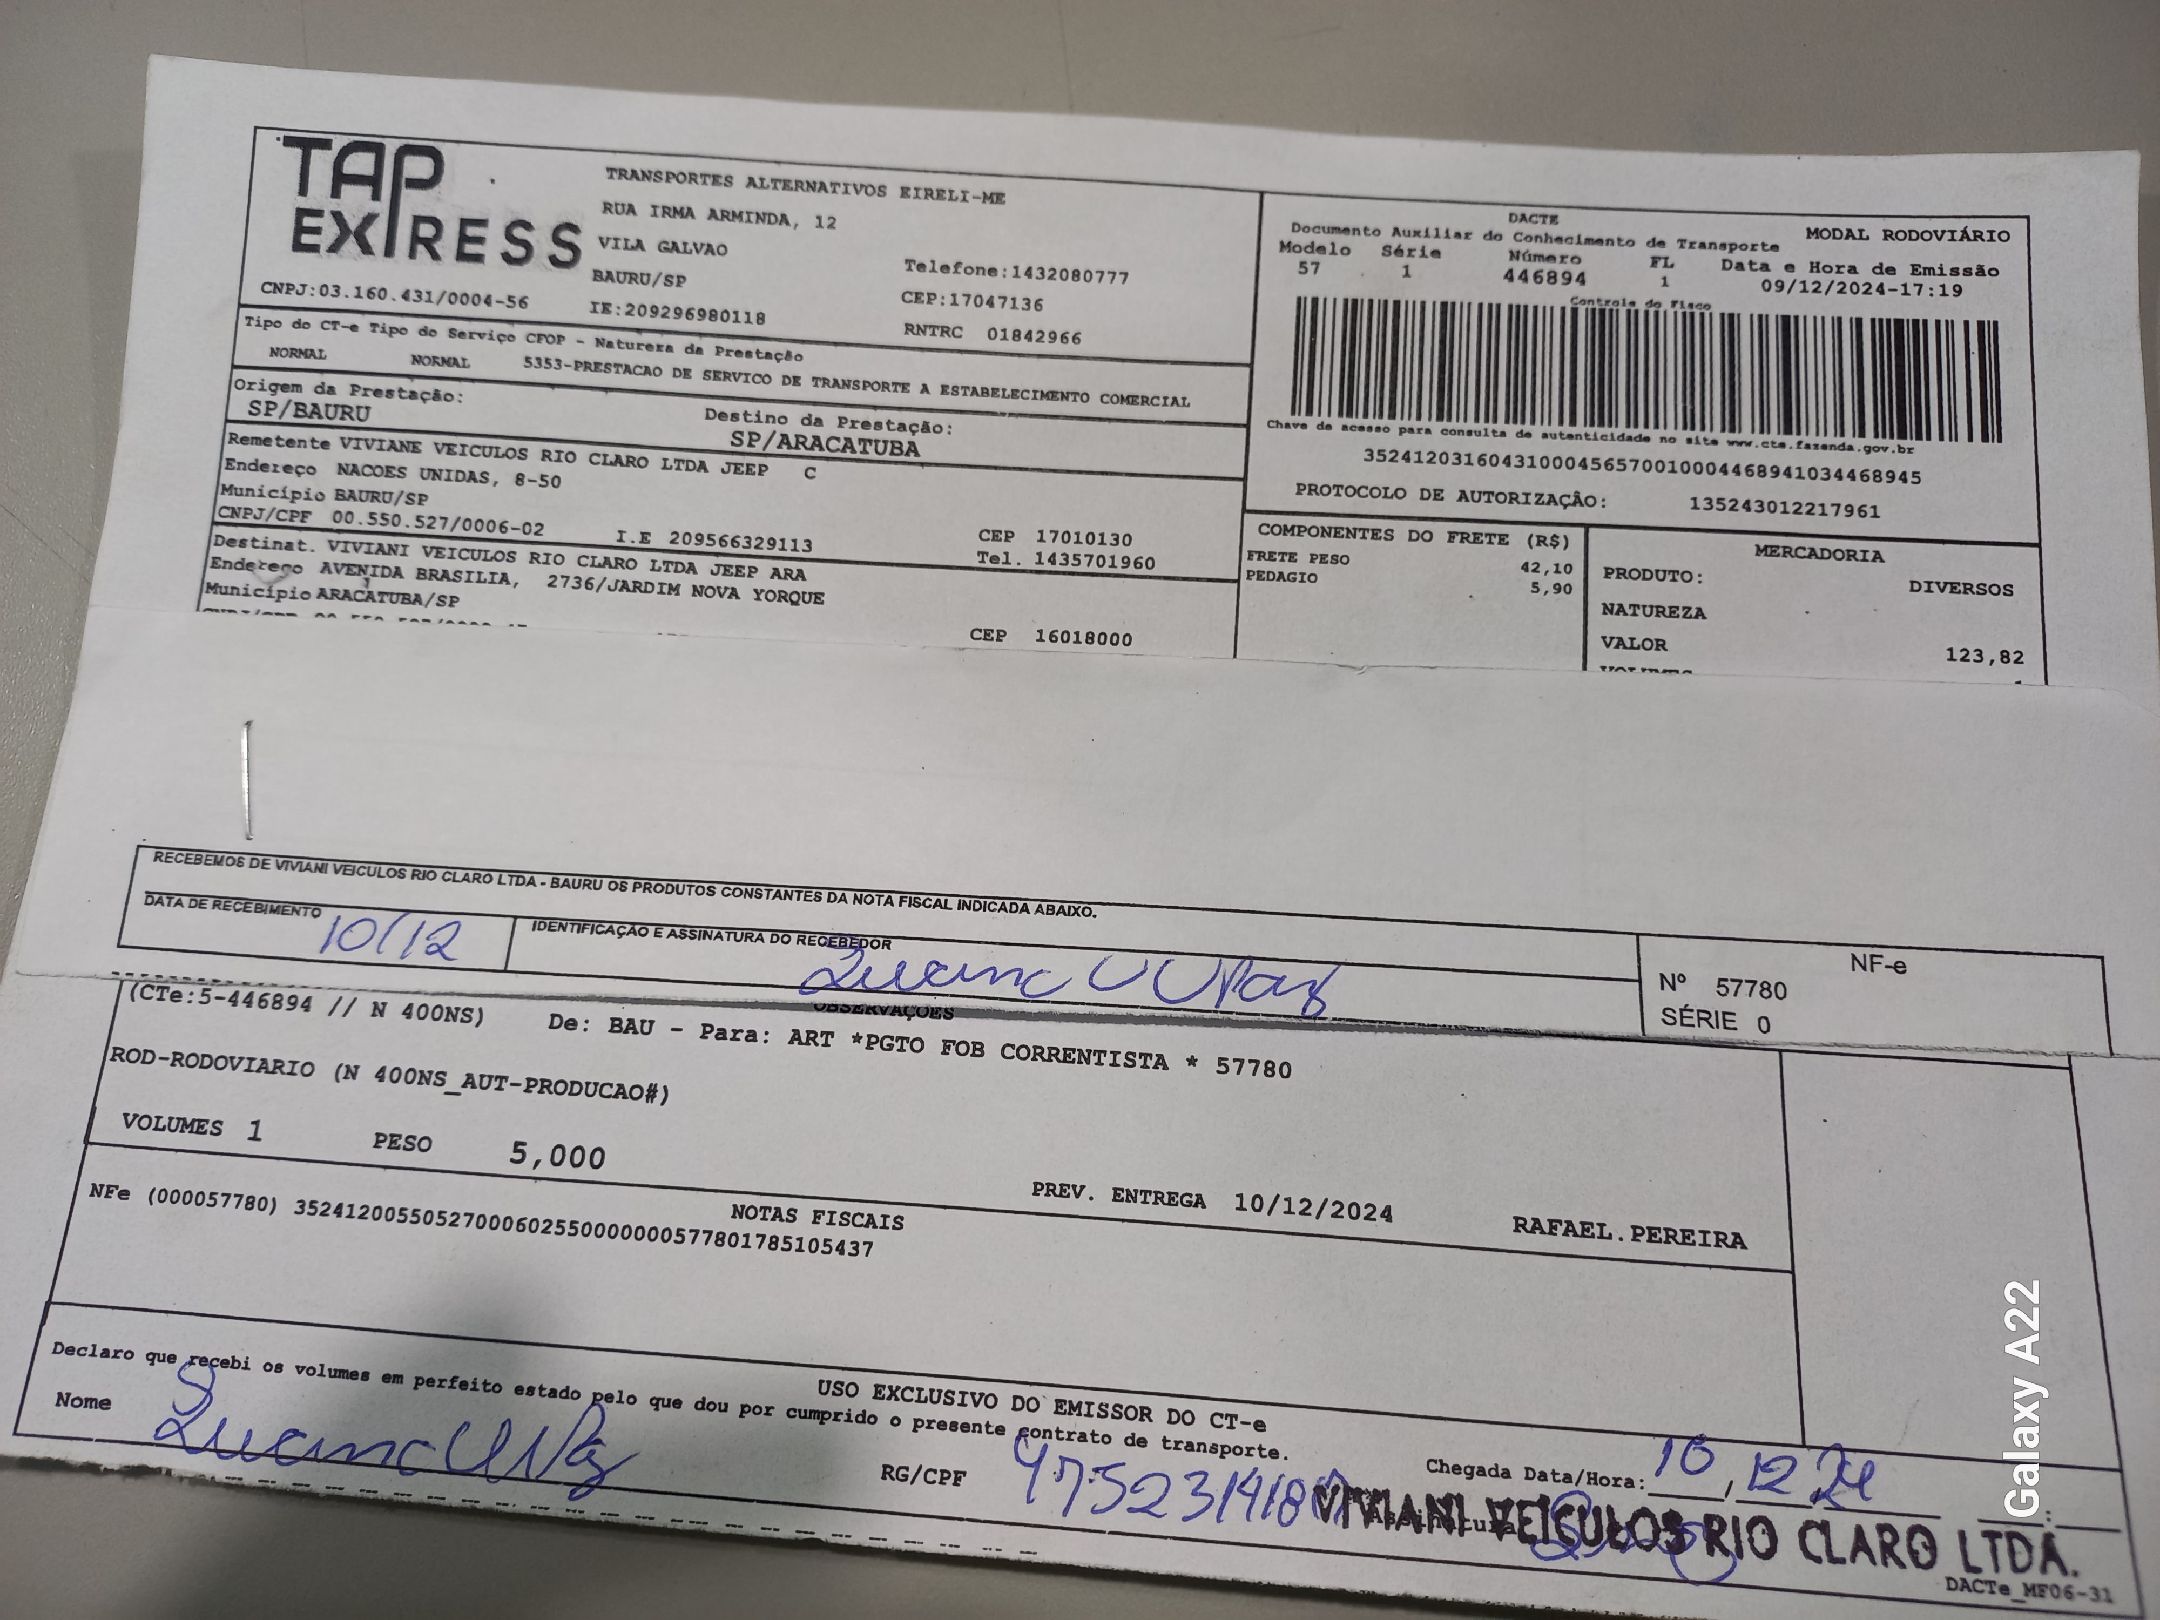 TAP EXPRESS
TRANSPORTES ALTERNATIVOS EIRELI-ME
RUA IRMA ARMINDA, 12
VILA GALVAO
BAURU/SP
Telefone:1432080777
CEP:17047136
CNPJ:03.160.431/0004-56
IE:209296980118
RNTRC 01842966
DACTE
Documento Auxiliar do Conhecimento de Transporte
MODAL RODOVIÁRIO
Modelo Série Número FL Data e Hora de Emissão
57 1 446894 1 09/12/2024-17:19
Controle do Fisco
Tipo do CT-e Tipo do Serviço CFOP - Natureza da Prestação
NORMAL NORMAL 5353-PRESTACAO DE SERVICO DE TRANSPORTE A ESTABELECIMENTO COMERCIAL
Origem da Prestação: Destino da Prestação:
SP/BAURU SP/ARACATUBA
Chave de acesso para consulta de autenticidade no site www.cte.fazenda.gov.br
35241203160431000456570010004468941034468945
PROTOCOLO DE AUTORIZAÇÃO: 135243012217961
Remetente VIVIANE VEICULOS RIO CLARO LTDA JEEP C
Endereço NACOES UNIDAS, 8-50
Município BAURU/SP
CEP 17010130
CNPJ/CPF 00.550.527/0006-02 I.E 209566329113 Tel. 1435701960
Destinat. VIVIANI VEICULOS RIO CLARO LTDA JEEP ARA
Endereço AVENIDA BRASILIA, 2736/JARDIM NOVA YORQUE
Município ARACATUBA/SP
CEP 16018000
COMPONENTES DO FRETE (R$)
FRETE PESO 42,10
PEDAGIO 5,90
MERCADORIA
PRODUTO: DIVERSOS
NATUREZA
VALOR 123,82
RECEBEMOS DE VIVIANI VEICULOS RIO CLARO LTDA - BAURU OS PRODUTOS CONSTANTES DA NOTA FISCAL INDICADA ABAIXO.
DATA DE RECEBIMENTO
10/12
IDENTIFICAÇÃO E ASSINATURA DO RECEBEDOR
NF-e
Nº 57780
SÉRIE 0
OBSERVAÇOES
(CTe:5-446894 // N 400NS) De: BAU - Para: ART *PGTO FOB CORRENTISTA * 57780
ROD-RODOVIARIO (N 400NS_AUT-PRODUCAO#)
VOLUMES 1 PESO 5,000
PREV. ENTREGA 10/12/2024 RAFAEL.PEREIRA
NOTAS FISCAIS
NFe (000057780) 35241200550527000602550000000577801785105437
USO EXCLUSIVO DO EMISSOR DO CT-e
Declaro que recebi os volumes em perfeito estado pelo que dou por cumprido o presente contrato de transporte.
Nome
RG/CPF
Chegada Data/Hora: 10, 12 24
VIVIANI VEÍCULOS RIO CLARO LTDA.
DACTe_MF06-31
Galaxy A22